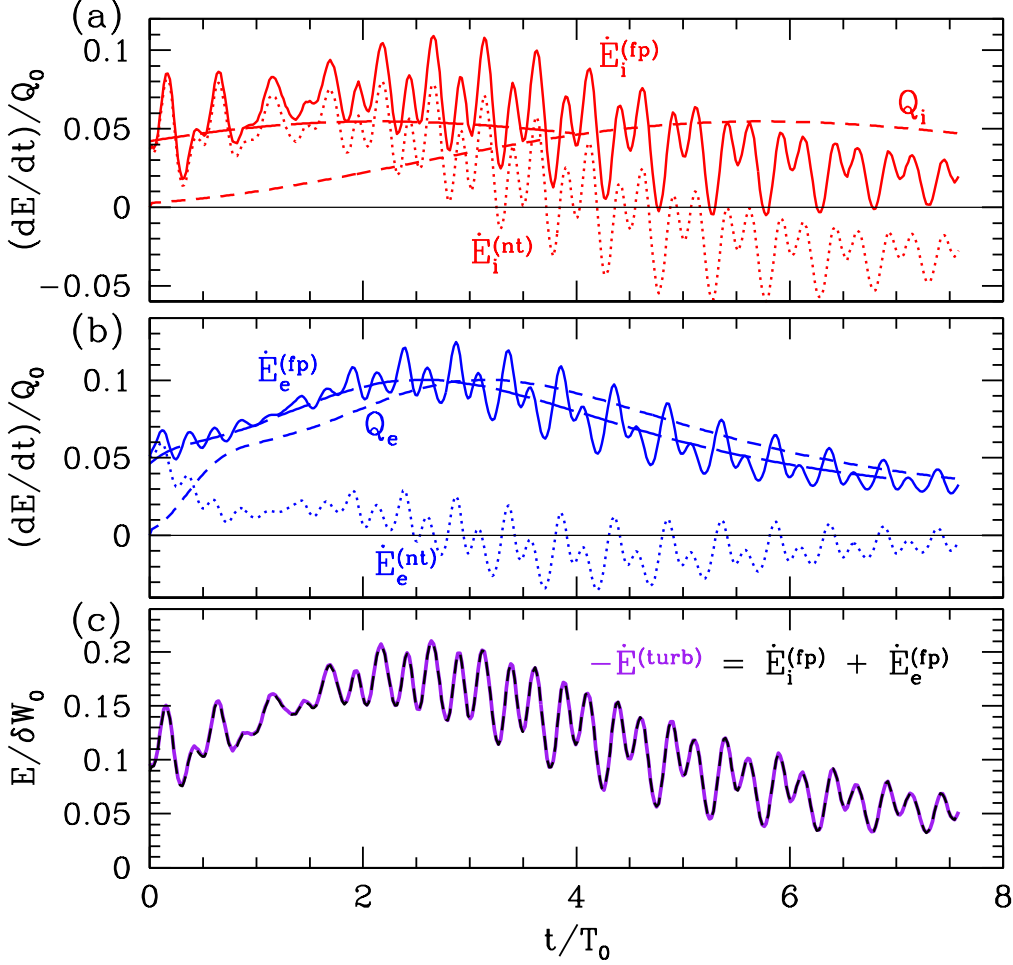 (a)
(dE/dt)/Q₀
0.1
0.05
0
−0.05
Ė_i^(fp)
Q_i
Ė_i^(nt)
(b)
(dE/dt)/Q₀
0.1
0.05
0
Ė_e^(fp)
Q_e
Ė_e^(nt)
(c)
E/δW₀
0.2
0.15
0.1
0.05
0
−Ė^(turb) = Ė_i^(fp) + Ė_e^(fp)
0 2 4 6 8
t/T₀